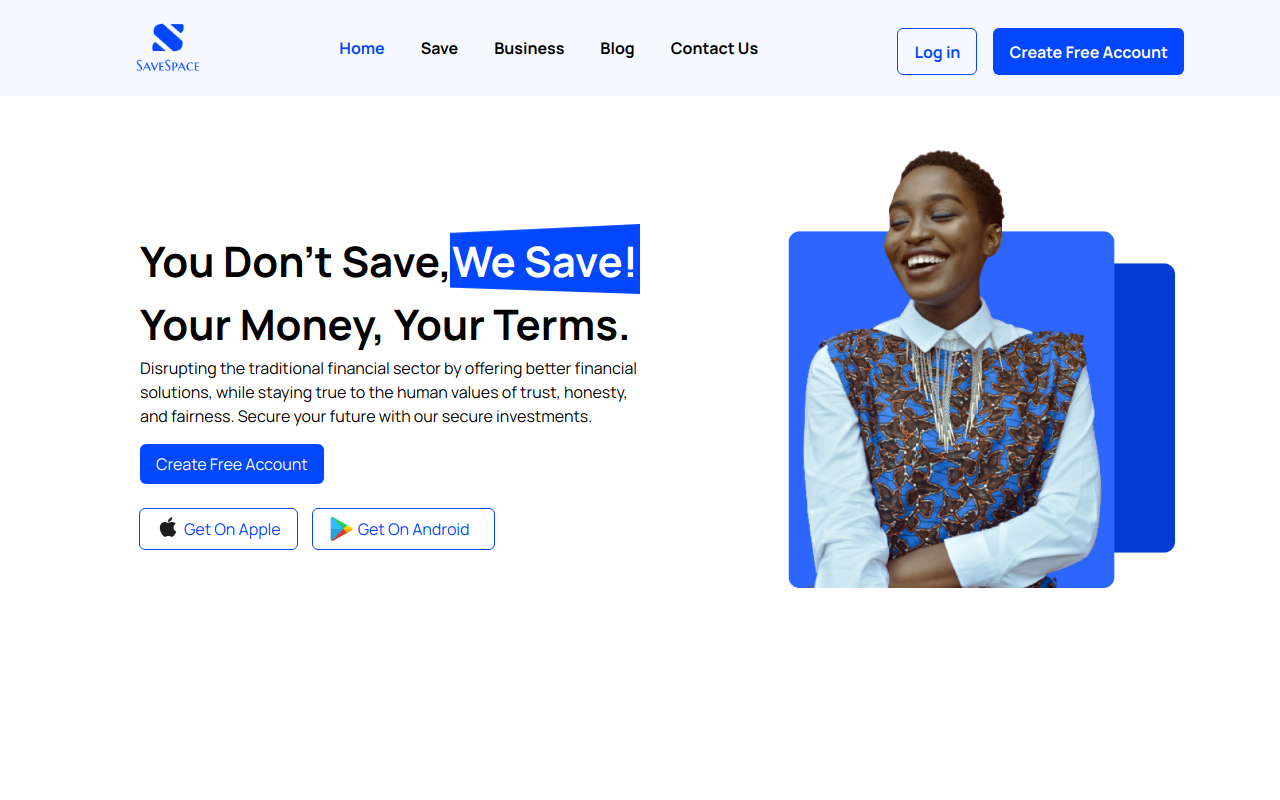 SaveSpace
Home Save Business Blog Contact Us
Log in
Create Free Account
You Don't Save, We Save!
Your Money, Your Terms.
Disrupting the traditional financial sector by offering better financial
solutions, while staying true to the human values of trust, honesty,
and fairness. Secure your future with our secure investments.
Create Free Account
Get On Apple
Get On Android